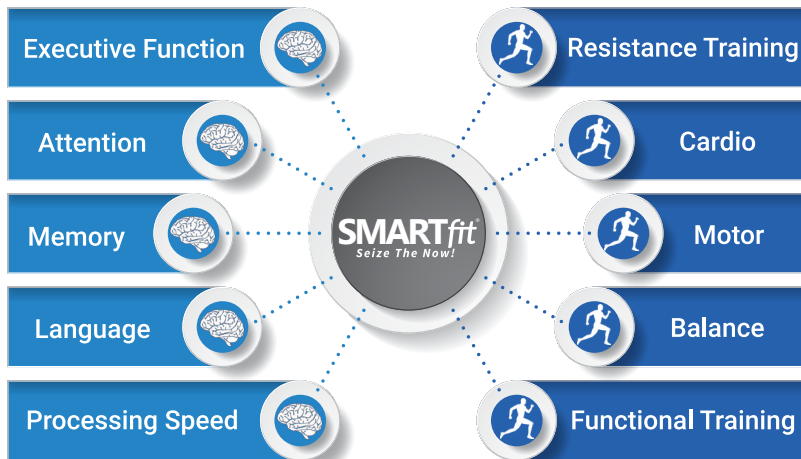 Executive Function
Attention
Memory
Language
Processing Speed
SMARTfit®
Seize The Now!
Resistance Training
Cardio
Motor
Balance
Functional Training